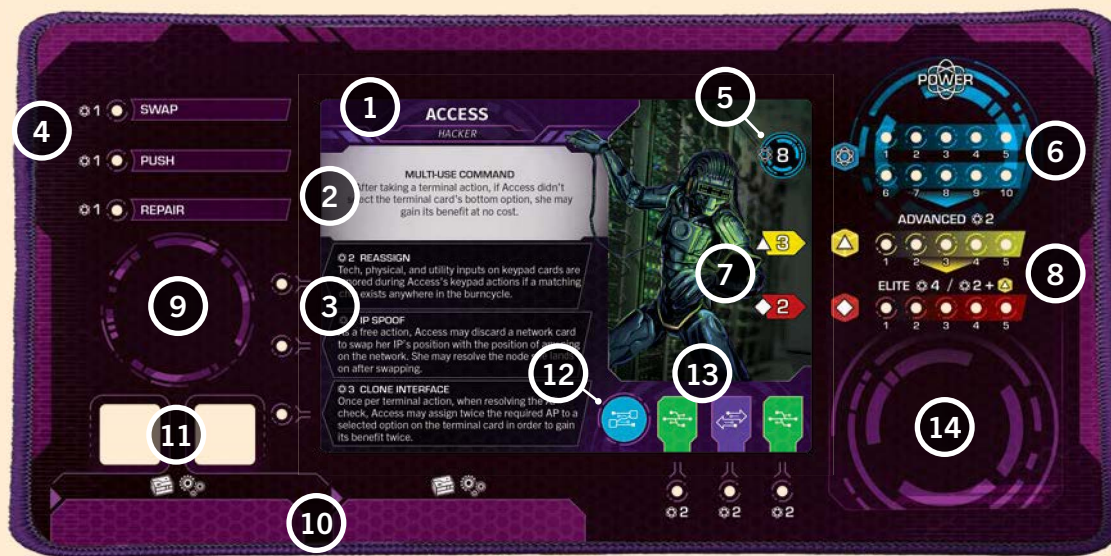 POWER
1
5
ACCESS
HACKER
8
4
1 SWAP
1 2 3 4 5
6
1 PUSH
MULTI-USE COMMAND
2
After taking a terminal action, if Access didn't
the terminal card's bottom option, she may
gain its benefit at no cost.
6 7 8 9 10
1 REPAIR
ADVANCED 2
3
1 2 3 4 5
8
2 REASSIGN
Tech, physical, and utility inputs on keypad cards are
during Access's keypad actions if a matching
exists anywhere in the burncycle.
7
ELITE 4 / 2 +
2
1 2 3 4 5
9
3
IP SPOOF
a free action, Access may discard a network card
to swap her IP's position with the position of
on the network. She may resolve the node
on after swapping.
12
13
3 CLONE INTERFACE
Once per terminal action, when resolving the
check, Access may assign twice the required AP to a
selected option on the terminal card in order to gain
its benefit twice.
11
14
2 2 2
10